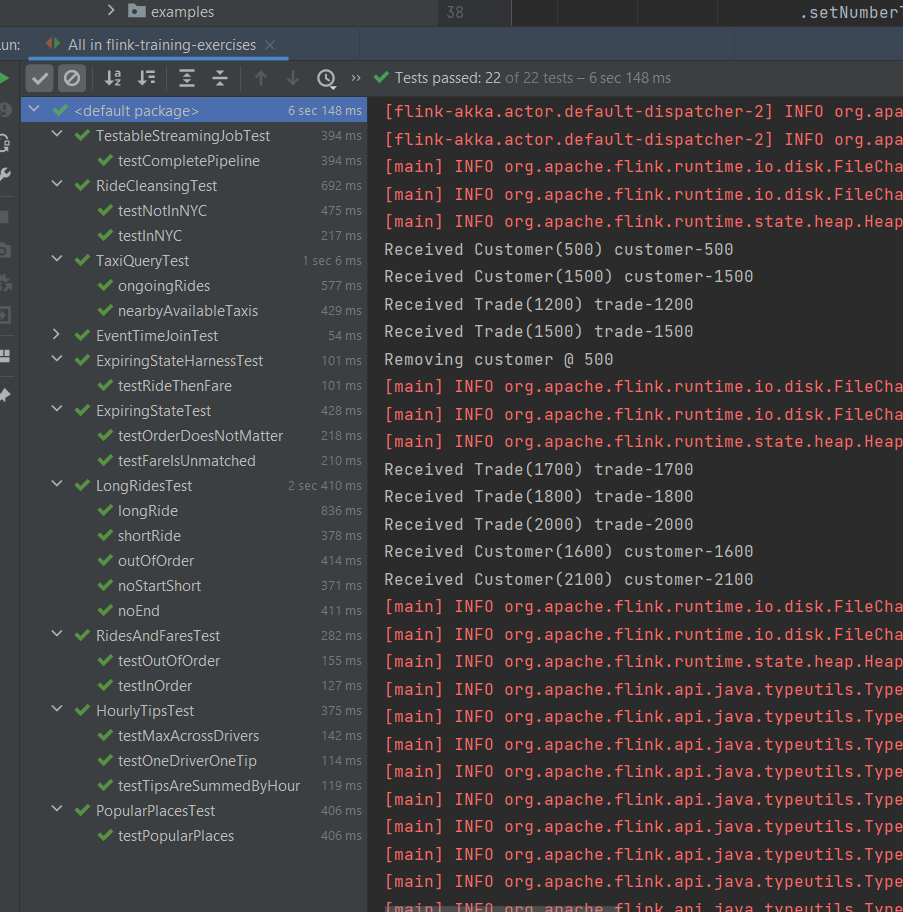 examples
38
.setNumber
un:
All in flink-training-exercises
Tests passed: 22 of 22 tests – 6 sec 148 ms
<default package> 6 sec 148 ms
TestableStreamingJobTest 394 ms
testCompletePipeline 394 ms
RideCleansingTest 692 ms
testNotInNYC 475 ms
testInNYC 217 ms
TaxiQueryTest 1 sec 6 ms
ongoingRides 577 ms
nearbyAvailableTaxis 429 ms
EventTimeJoinTest 54 ms
ExpiringStateHarnessTest 101 ms
testRideThenFare 101 ms
ExpiringStateTest 428 ms
testOrderDoesNotMatter 218 ms
testFareIsUnmatched 210 ms
LongRidesTest 2 sec 410 ms
longRide 836 ms
shortRide 378 ms
outOfOrder 414 ms
noStartShort 371 ms
noEnd 411 ms
RidesAndFaresTest 282 ms
testOutOfOrder 155 ms
testInOrder 127 ms
HourlyTipsTest 375 ms
testMaxAcrossDrivers 142 ms
testOneDriverOneTip 114 ms
testTipsAreSummedByHour 119 ms
PopularPlacesTest 406 ms
testPopularPlaces 406 ms
[flink-akka.actor.default-dispatcher-2] INFO org.apa
[flink-akka.actor.default-dispatcher-2] INFO org.apa
[main] INFO org.apache.flink.runtime.io.disk.FileCha
[main] INFO org.apache.flink.runtime.io.disk.FileCha
[main] INFO org.apache.flink.runtime.state.heap.Heap
Received Customer(500) customer-500
Received Customer(1500) customer-1500
Received Trade(1200) trade-1200
Received Trade(1500) trade-1500
Removing customer @ 500
[main] INFO org.apache.flink.runtime.io.disk.FileCha
[main] INFO org.apache.flink.runtime.io.disk.FileCha
[main] INFO org.apache.flink.runtime.state.heap.Heap
Received Trade(1700) trade-1700
Received Trade(1800) trade-1800
Received Trade(2000) trade-2000
Received Customer(1600) customer-1600
Received Customer(2100) customer-2100
[main] INFO org.apache.flink.runtime.io.disk.FileCha
[main] INFO org.apache.flink.runtime.io.disk.FileCha
[main] INFO org.apache.flink.runtime.state.heap.Heap
[main] INFO org.apache.flink.api.java.typeutils.Type
[main] INFO org.apache.flink.api.java.typeutils.Type
[main] INFO org.apache.flink.api.java.typeutils.Type
[main] INFO org.apache.flink.api.java.typeutils.Type
[main] INFO org.apache.flink.api.java.typeutils.Type
[main] INFO org.apache.flink.api.java.typeutils.Type
[main] INFO org.apache.flink.api.java.typeutils.Type
[main] INFO org.apache.flink.api.java.typeutils.Type
[main] INFO org.apache.flink.api.java.typeutils.Type